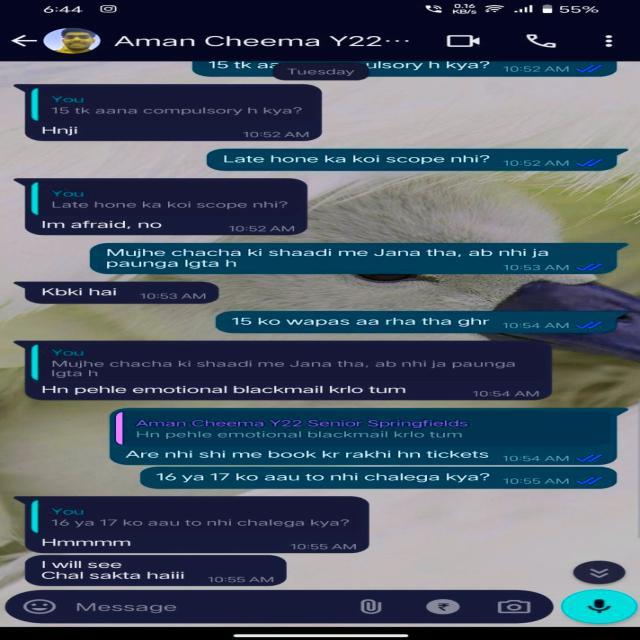 6:44
0.16 KB/s
55%
Aman Cheema Y22...
15 tk aa
ulsory h kya?
10:52 AM
Tuesday
You
15 tk aana compulsory h kya?
Hnji
10:52 AM
Late hone ka koi scope nhi?
10:52 AM
You
Late hone ka koi scope nhi?
Im afraid, no
10:52 AM
Mujhe chacha ki shaadi me Jana tha, ab nhi ja
paunga lgta h
10:53 AM
Kbki hai
10:53 AM
15 ko wapas aa rha tha ghr
10:54 AM
You
Mujhe chacha ki shaadi me Jana tha, ab nhi ja paunga
lgta h
Hn pehle emotional blackmail krlo tum
10:54 AM
Aman Cheema Y22 Senior Springfields
Hn pehle emotional blackmail krlo tum
Are nhi shi me book kr rakhi hn tickets
10:54 AM
16 ya 17 ko aau to nhi chalega kya?
10:55 AM
You
16 ya 17 ko aau to nhi chalega kya?
Hmmmm
10:55 AM
I will see
Chal sakta haiii
10:55 AM
Message